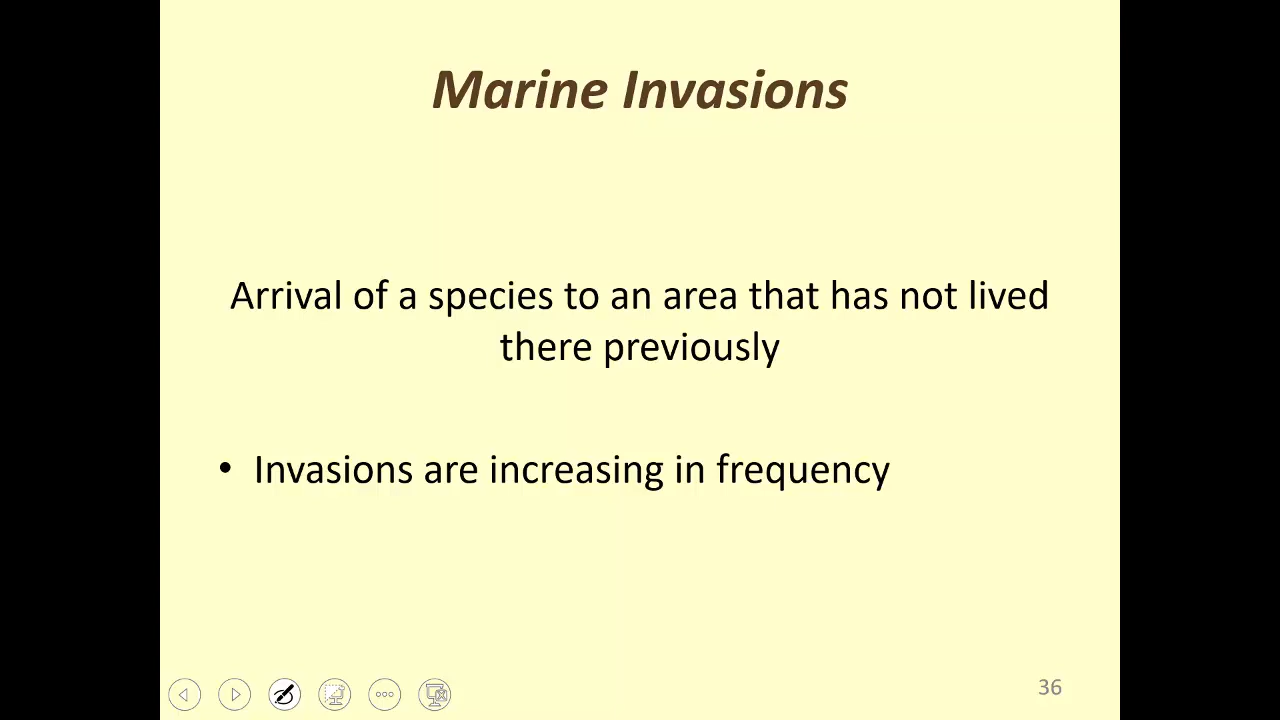 Marine Invasions
Arrival of a species to an area that has not lived
there previously
• Invasions are increasing in frequency
36